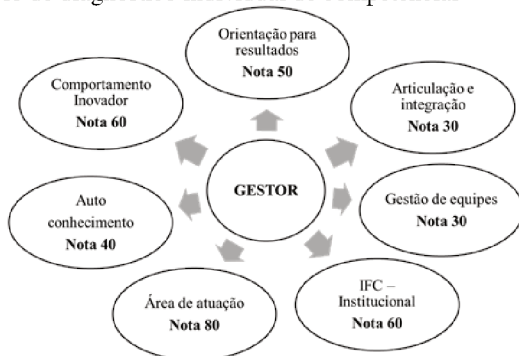 Orientação para
resultados
Nota 50
Comportamento
Inovador
Nota 60
Articulação e
integração
Nota 30
GESTOR
Auto
conhecimento
Nota 40
Gestão de equipes
Nota 30
Área de atuação
Nota 80
IFC –
Institucional
Nota 60